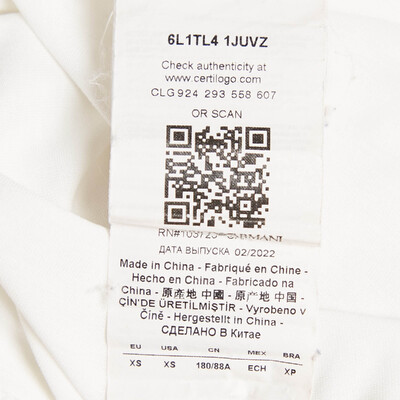 6L1TL4 1JUVZ
Check authenticity at
www.certilogo.com
CLG 924 293 558 607
OR SCAN
ДАТА ВЫПУСКА 02/2022
Made in China - Fabriqué en Chine -
Hecho en China - Fabricado na
China - 原產地 中國 - 原产地 中国 -
ÇİN'DE ÜRETİLMİŞTİR - Vyrobeno v
Číně - Hergestellt in China -
СДЕЛАНО В Китае
EU USA CN MEX BRA
XS XS 180/88A ECH XP